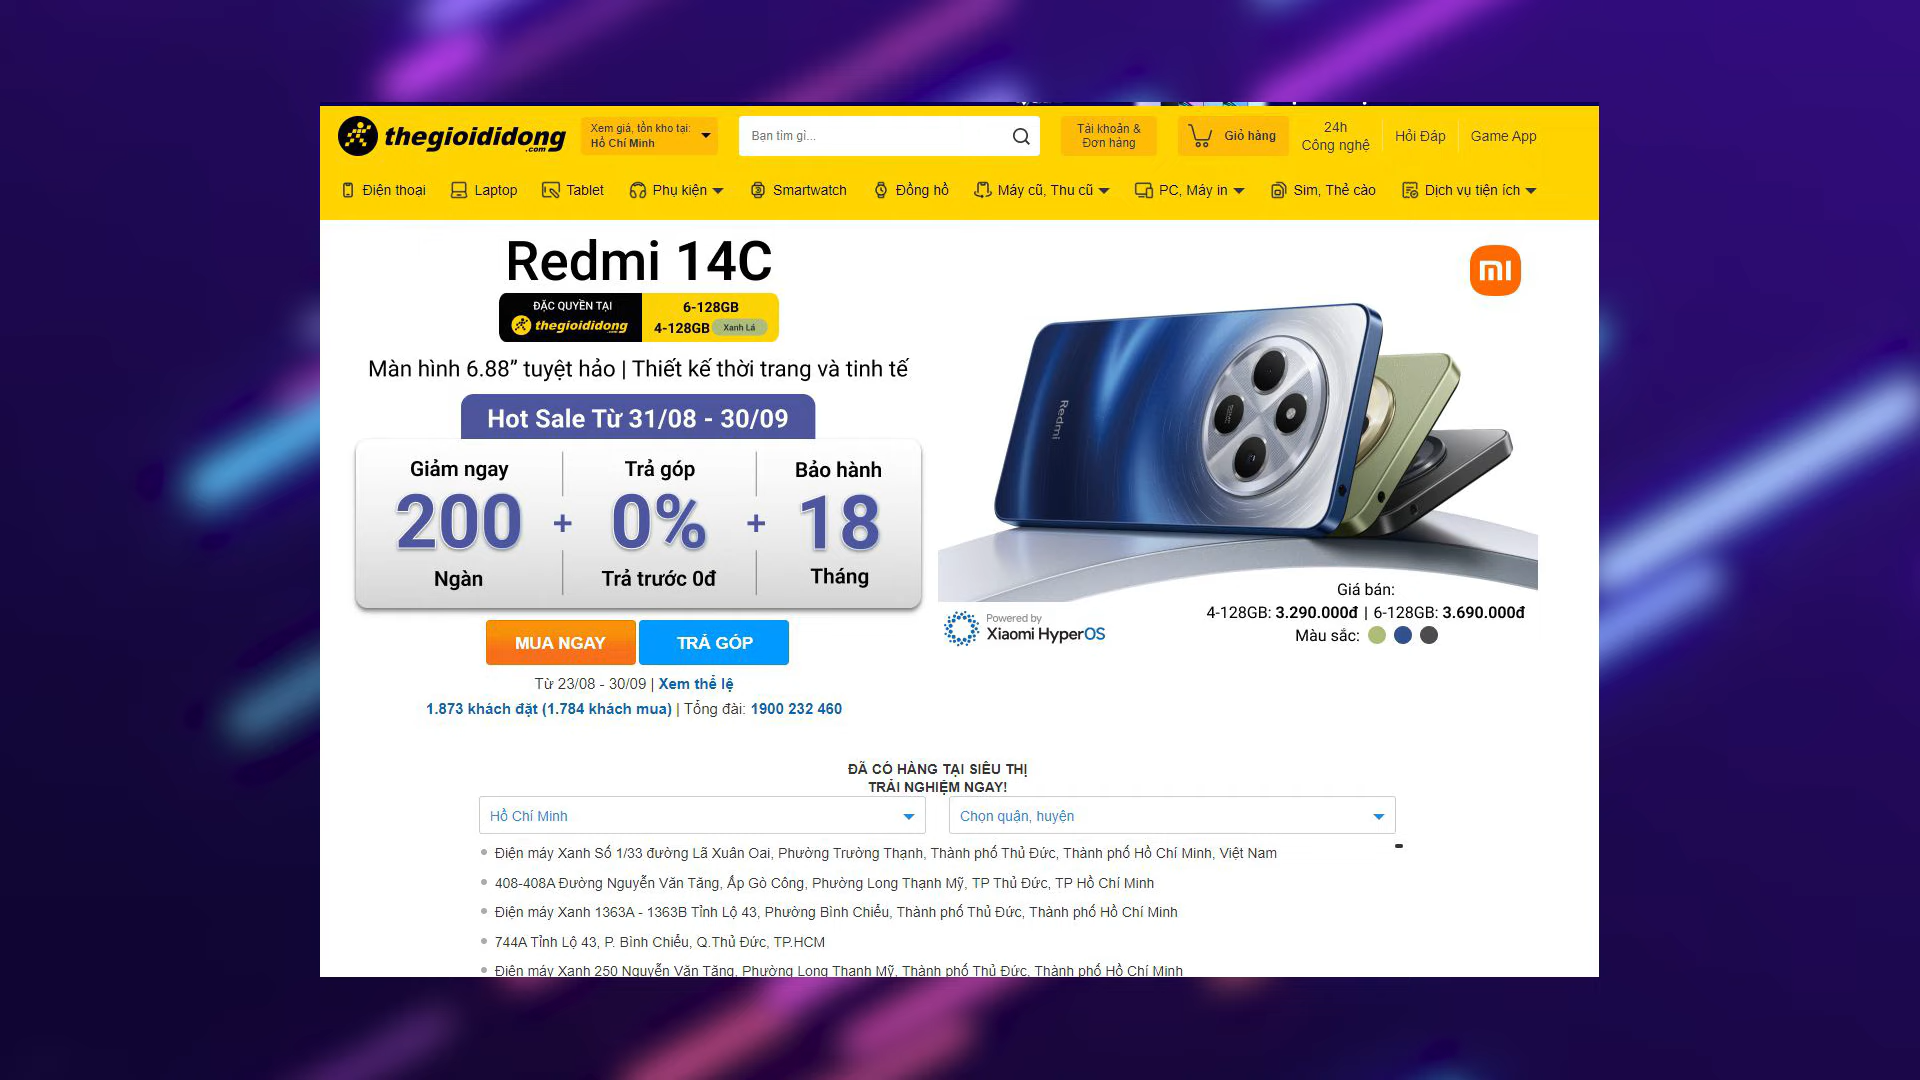 thegioididong
.com
Xem giá, tồn kho tại:
Hồ Chí Minh
Bạn tìm gì...
Tài khoản &
Đơn hàng
Giỏ hàng
24h
Công nghệ
Hỏi Đáp
Game App
Điện thoại
Laptop
Tablet
Phụ kiện
Smartwatch
Đồng hồ
Máy cũ, Thu cũ
PC, Máy in
Sim, Thẻ cào
Dịch vụ tiện ích
Redmi 14C
ĐẶC QUYỀN TẠI
thegioididong
6-128GB
4-128GB Xanh Lá
Màn hình 6.88” tuyệt hảo | Thiết kế thời trang và tinh tế
Hot Sale Từ 31/08 - 30/09
Giảm ngay
200
Ngàn
+
Trả góp
0%
Trả trước 0đ
+
Bảo hành
18
Tháng
MUA NGAY
TRẢ GÓP
Từ 23/08 - 30/09 | Xem thể lệ
1.873 khách đặt (1.784 khách mua) | Tổng đài: 1900 232 460
mi
Redmi
Powered by
Xiaomi HyperOS
Giá bán:
4-128GB: 3.290.000đ | 6-128GB: 3.690.000đ
Màu sắc:
ĐÃ CÓ HÀNG TẠI SIÊU THỊ
TRẢI NGHIỆM NGAY!
Hồ Chí Minh
Chọn quận, huyện
Điện máy Xanh Số 1/33 đường Lã Xuân Oai, Phường Trường Thạnh, Thành phố Thủ Đức, Thành phố Hồ Chí Minh, Việt Nam
408-408A Đường Nguyễn Văn Tăng, Ấp Gò Công, Phường Long Thạnh Mỹ, TP Thủ Đức, TP Hồ Chí Minh
Điện máy Xanh 1363A - 1363B Tỉnh Lộ 43, Phường Bình Chiểu, Thành phố Thủ Đức, Thành phố Hồ Chí Minh
744A Tỉnh Lộ 43, P. Bình Chiểu, Q.Thủ Đức, TP.HCM
Điện máy Xanh 250 Nguyễn Văn Tăng, Phường Long Thạnh Mỹ, Thành phố Thủ Đức, Thành phố Hồ Chí Minh